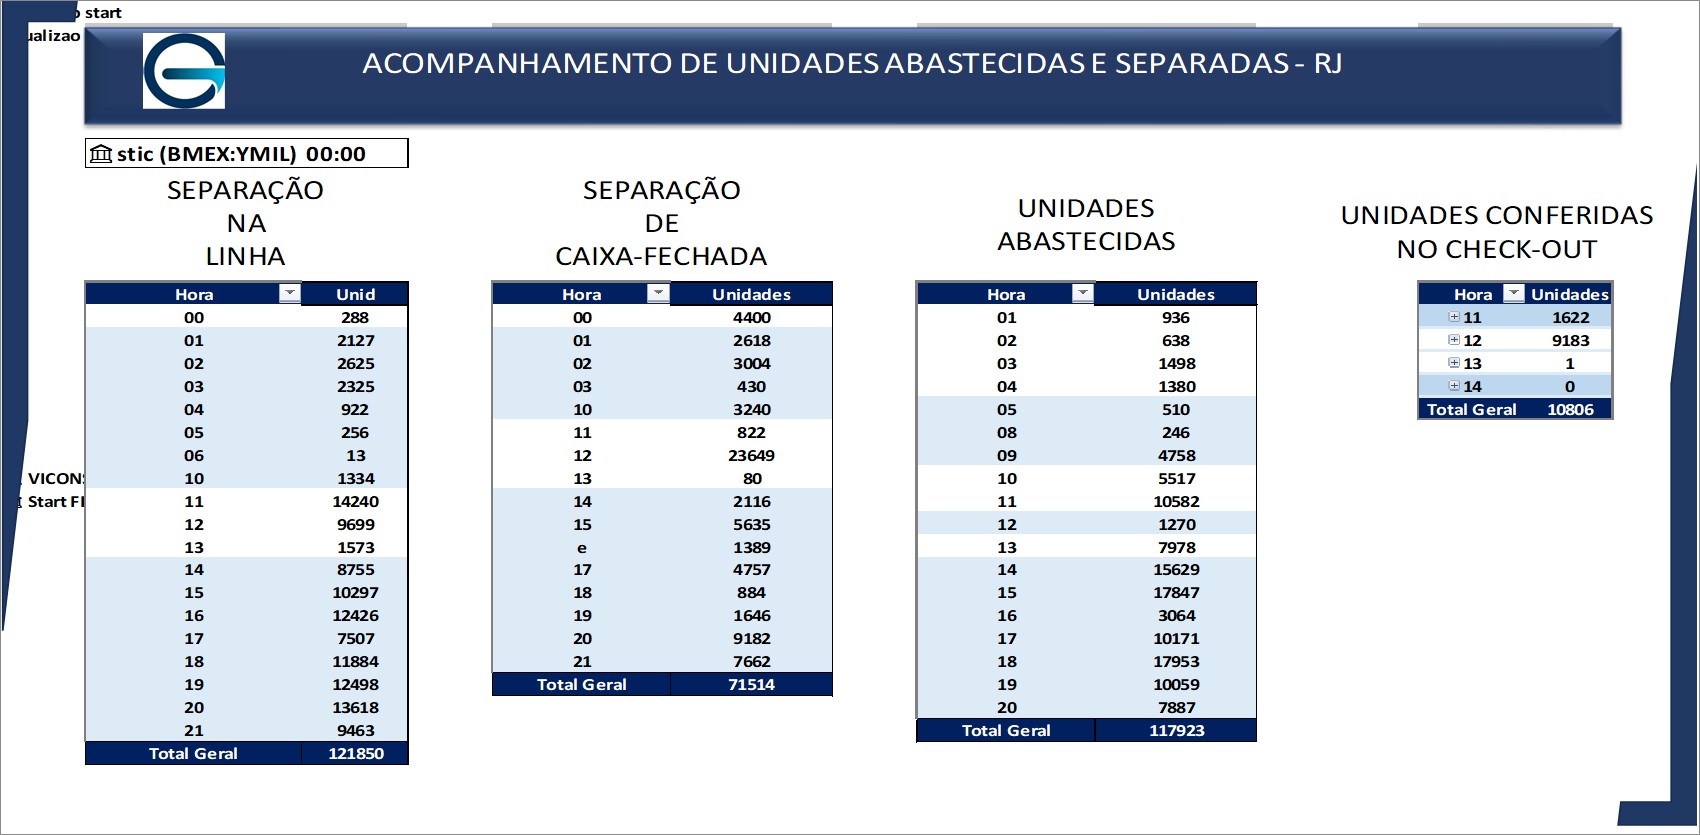 start
ualizao
ACOMPANHAMENTO DE UNIDADES ABASTECIDAS E SEPARADAS - RJ
stic (BMEX:YMIL) 00:00
SEPARAÇÃO
NA
LINHA
Hora Unid
00 288
01 2127
02 2625
03 2325
04 922
05 256
06 13
10 1334
11 14240
12 9699
13 1573
14 8755
15 10297
16 12426
17 7507
18 11884
19 12498
20 13618
21 9463
Total Geral 121850
SEPARAÇÃO
DE
CAIXA-FECHADA
Hora Unidades
00 4400
01 2618
02 3004
03 430
10 3240
11 822
12 23649
13 80
14 2116
15 5635
e 1389
17 4757
18 884
19 1646
20 9182
21 7662
Total Geral 71514
UNIDADES
ABASTECIDAS
Hora Unidades
01 936
02 638
03 1498
04 1380
05 510
08 246
09 4758
10 5517
11 10582
12 1270
13 7978
14 15629
15 17847
16 3064
17 10171
18 17953
19 10059
20 7887
Total Geral 117923
UNIDADES CONFERIDAS
NO CHECK-OUT
Hora Unidades
11 1622
12 9183
13 1
14 0
Total Geral 10806
VICONS
Start FI